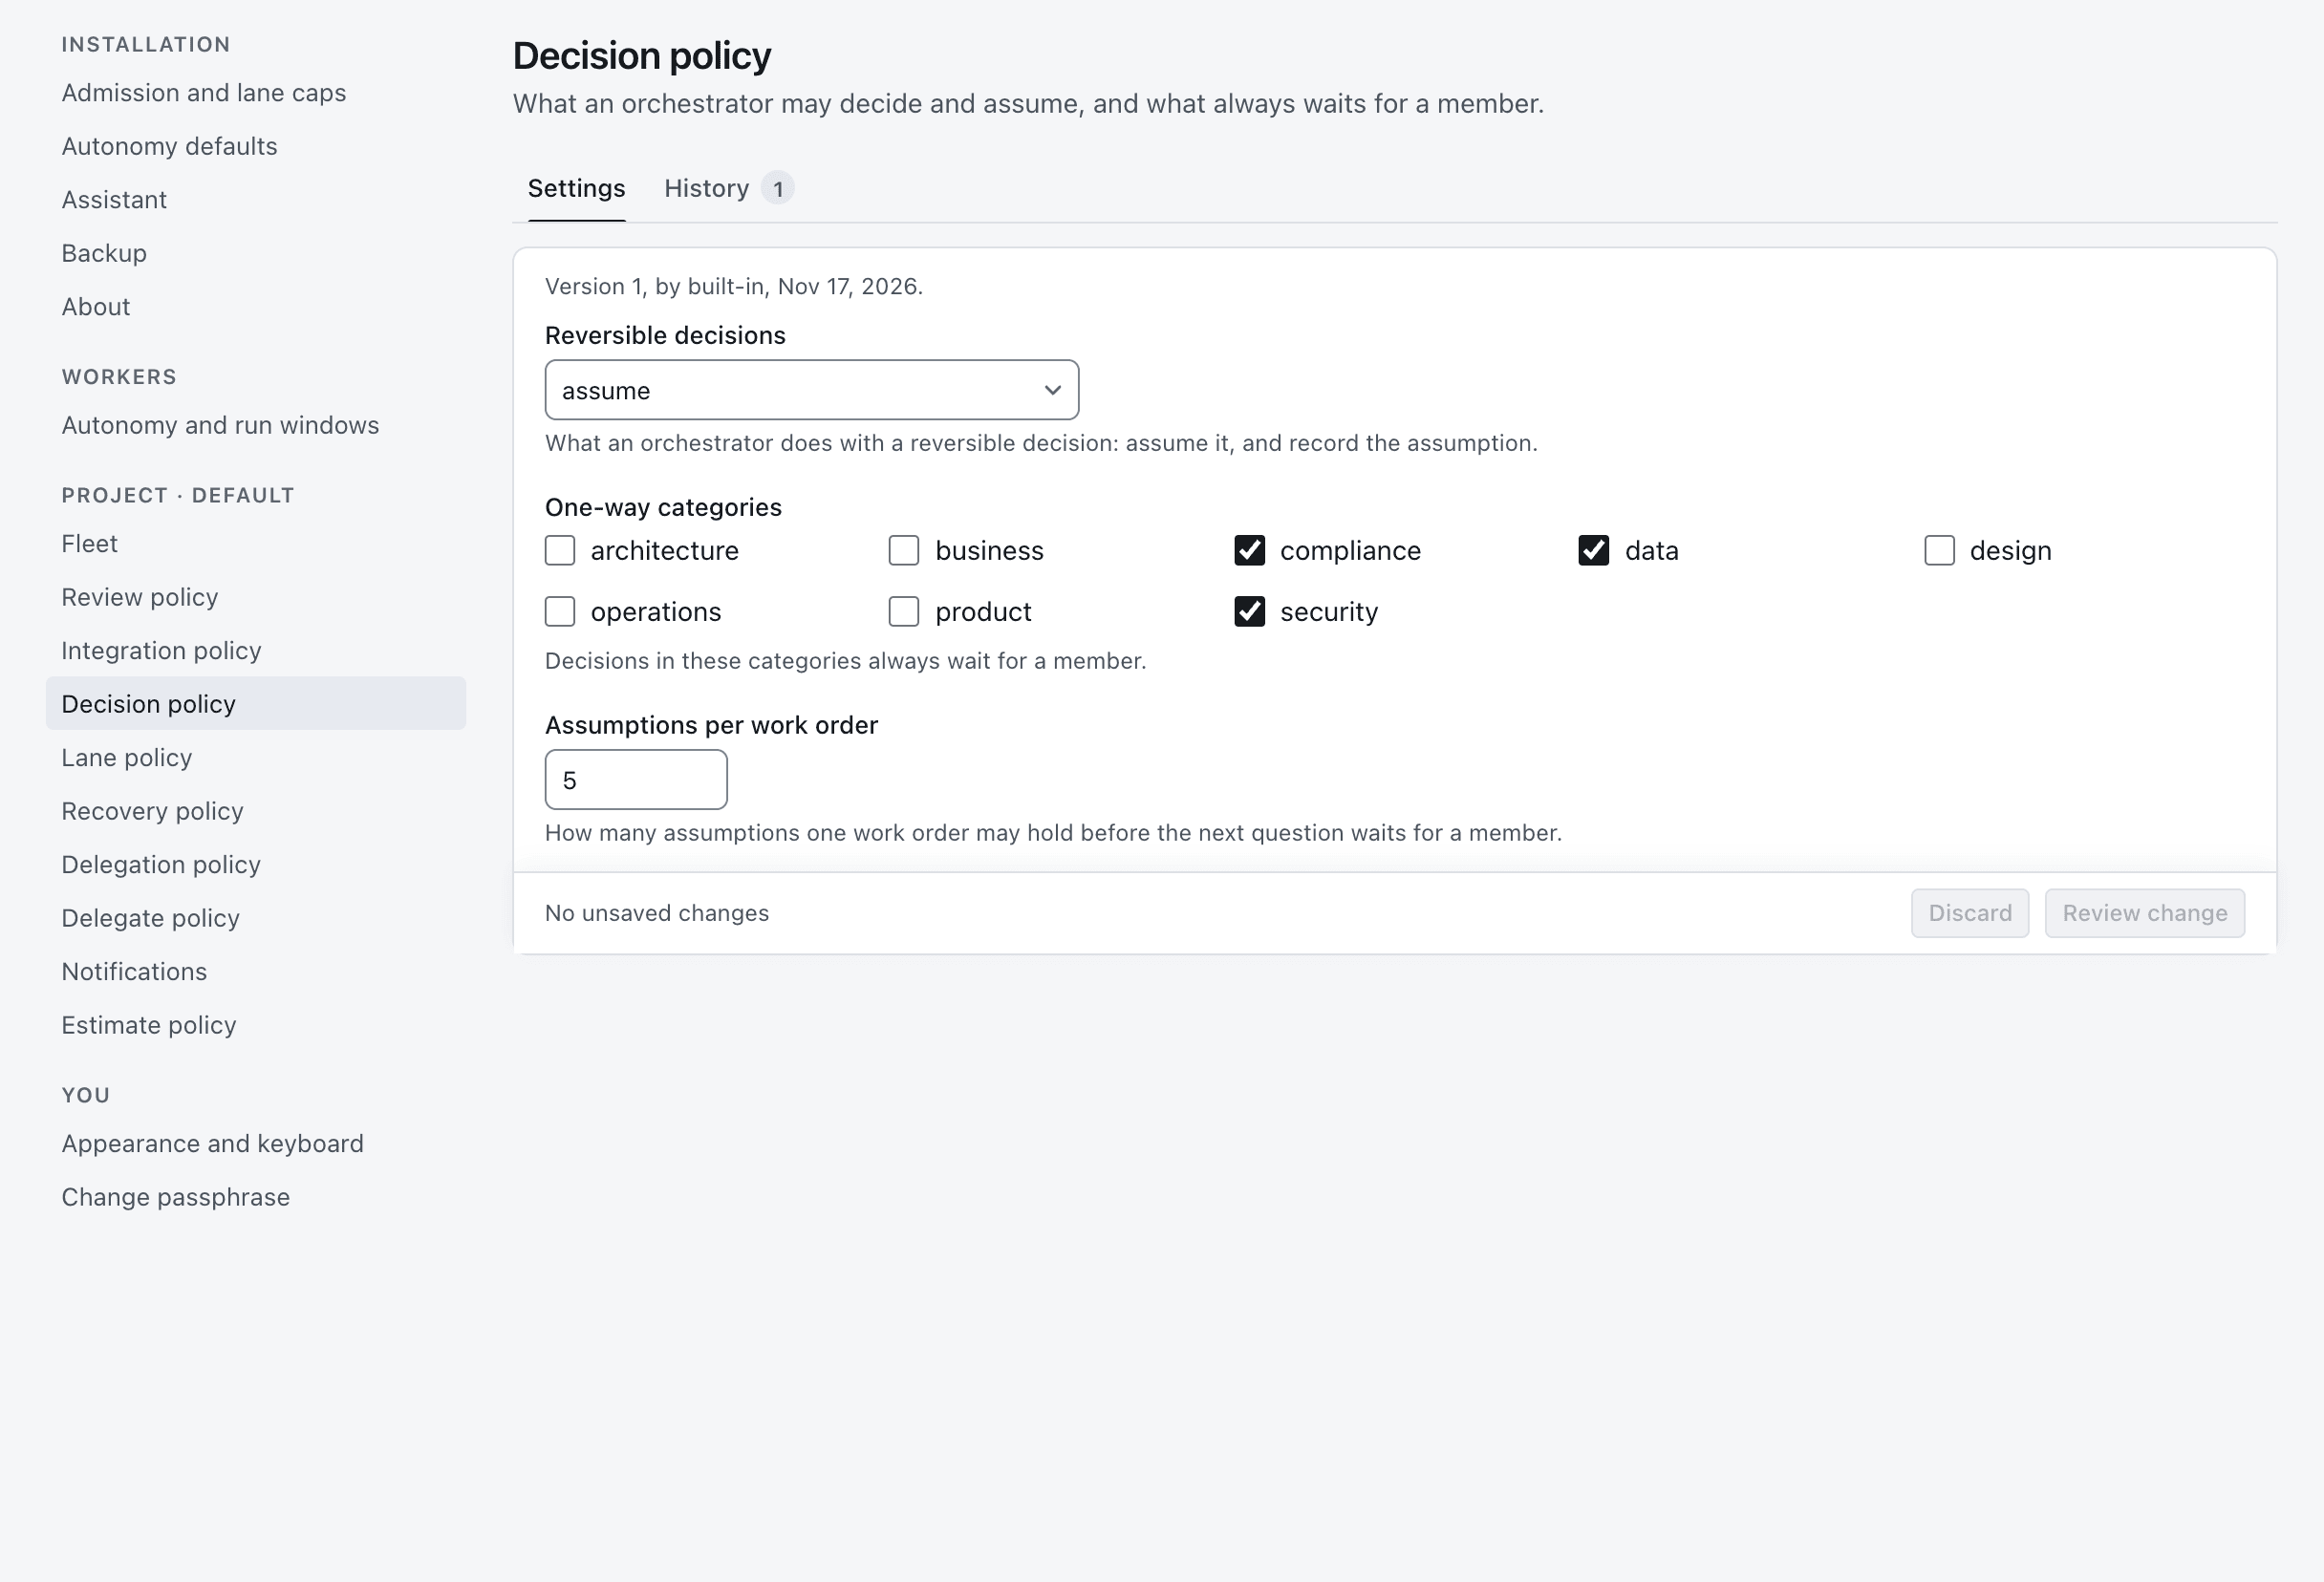 INSTALLATION
Admission and lane caps
Autonomy defaults
Assistant
Backup
About
WORKERS
Autonomy and run windows
PROJECT · DEFAULT
Fleet
Review policy
Integration policy
Decision policy
Lane policy
Recovery policy
Delegation policy
Delegate policy
Notifications
Estimate policy
YOU
Appearance and keyboard
Change passphrase
Decision policy
What an orchestrator may decide and assume, and what always waits for a member.
Settings History 1
Version 1, by built-in, Nov 17, 2026.
Reversible decisions
assume
What an orchestrator does with a reversible decision: assume it, and record the assumption.
One-way categories
architecture business compliance data design
operations product security
Decisions in these categories always wait for a member.
Assumptions per work order
5
How many assumptions one work order may hold before the next question waits for a member.
No unsaved changes Discard Review change